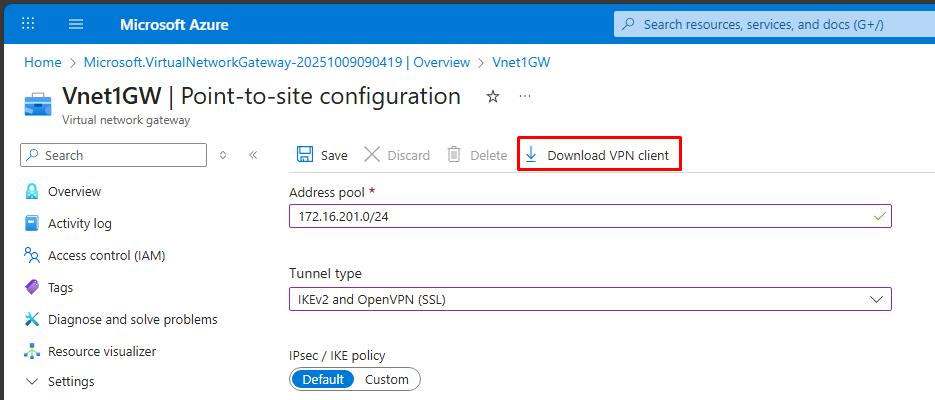 Microsoft Azure
Search resources, services, and docs (G+/)
Home > Microsoft.VirtualNetworkGateway-20251009090419 | Overview > Vnet1GW
Vnet1GW | Point-to-site configuration
Virtual network gateway
Search
Save Discard Delete Download VPN client
Overview
Activity log
Access control (IAM)
Tags
Diagnose and solve problems
Resource visualizer
Settings
Address pool *
172.16.201.0/24
Tunnel type
IKEv2 and OpenVPN (SSL)
IPsec / IKE policy
Default Custom